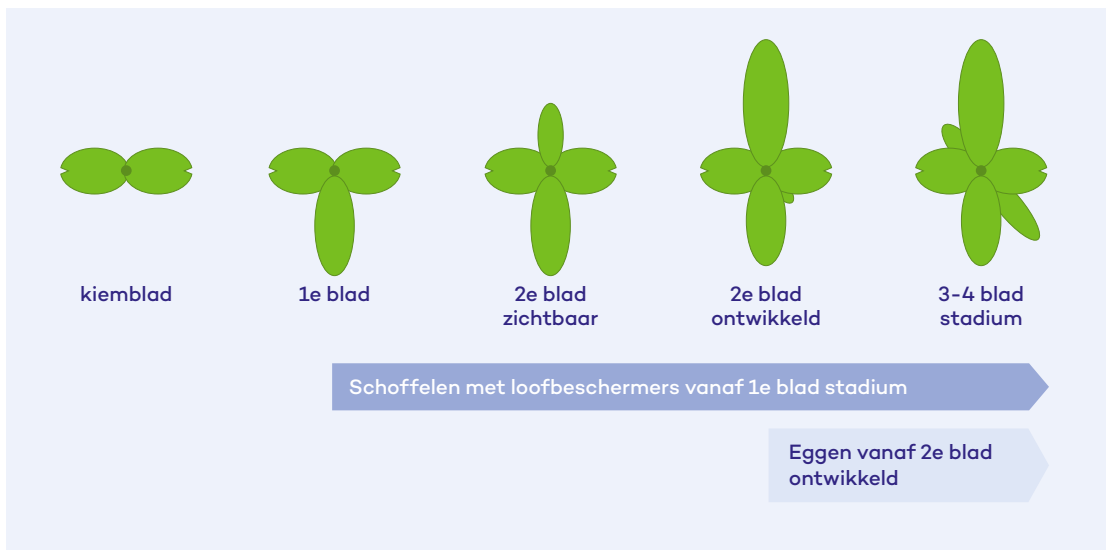 kiemblad
1e blad
2e blad
zichtbaar
2e blad
ontwikkeld
3-4 blad
stadium
Schoffelen met loofbeschermers vanaf 1e blad stadium
Eggen vanaf 2e blad
ontwikkeld